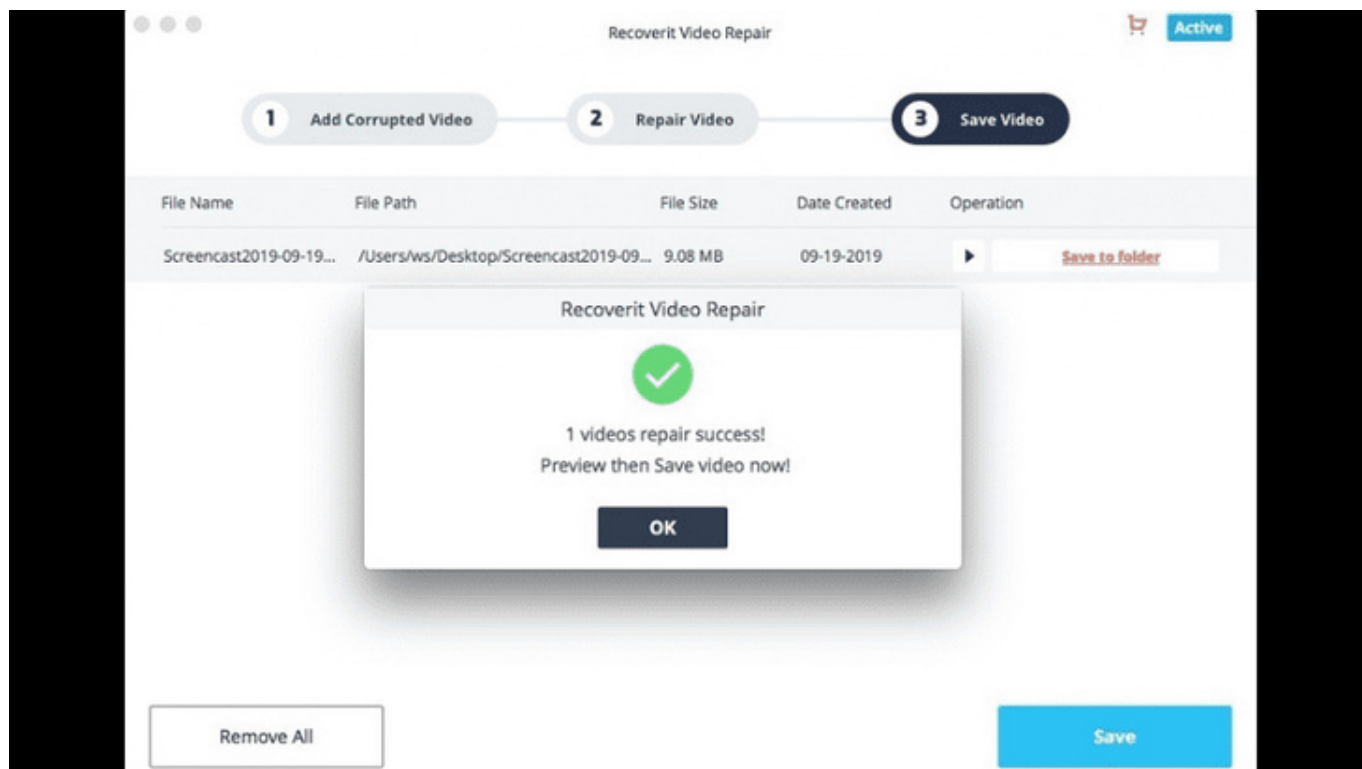 Recoverit Video Repair
Active
1 Add Corrupted Video 2 Repair Video 3 Save Video
File Name File Path File Size Date Created Operation
Screencast2019-09-19... /Users/ws/Desktop/Screencast2019-09... 9.08 MB 09-19-2019 Save to folder
Recoverit Video Repair
1 videos repair success!
Preview then Save video now!
OK
Remove All Save